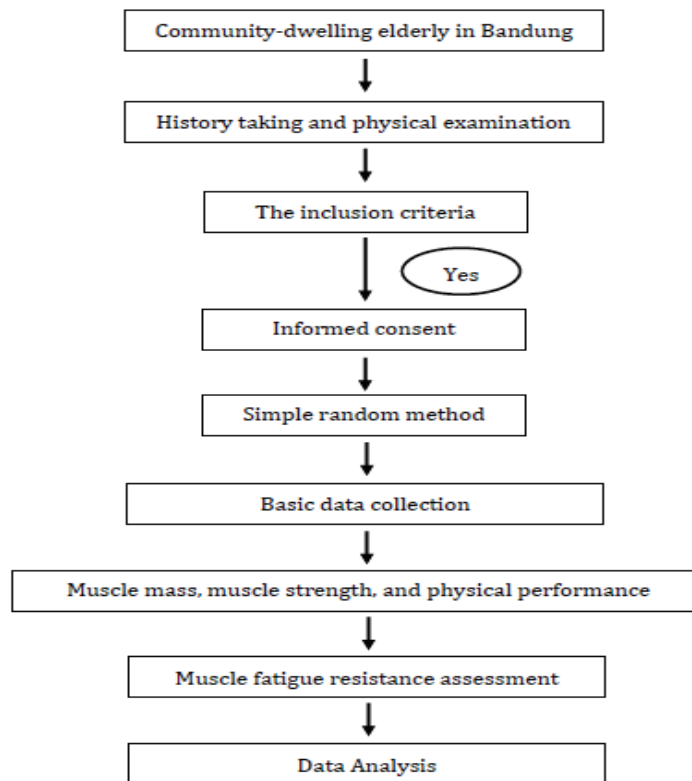 Community-dwelling elderly in Bandung
History taking and physical examination
The inclusion criteria
Yes
Informed consent
Simple random method
Basic data collection
Muscle mass, muscle strength, and physical performance
Muscle fatigue resistance assessment
Data Analysis